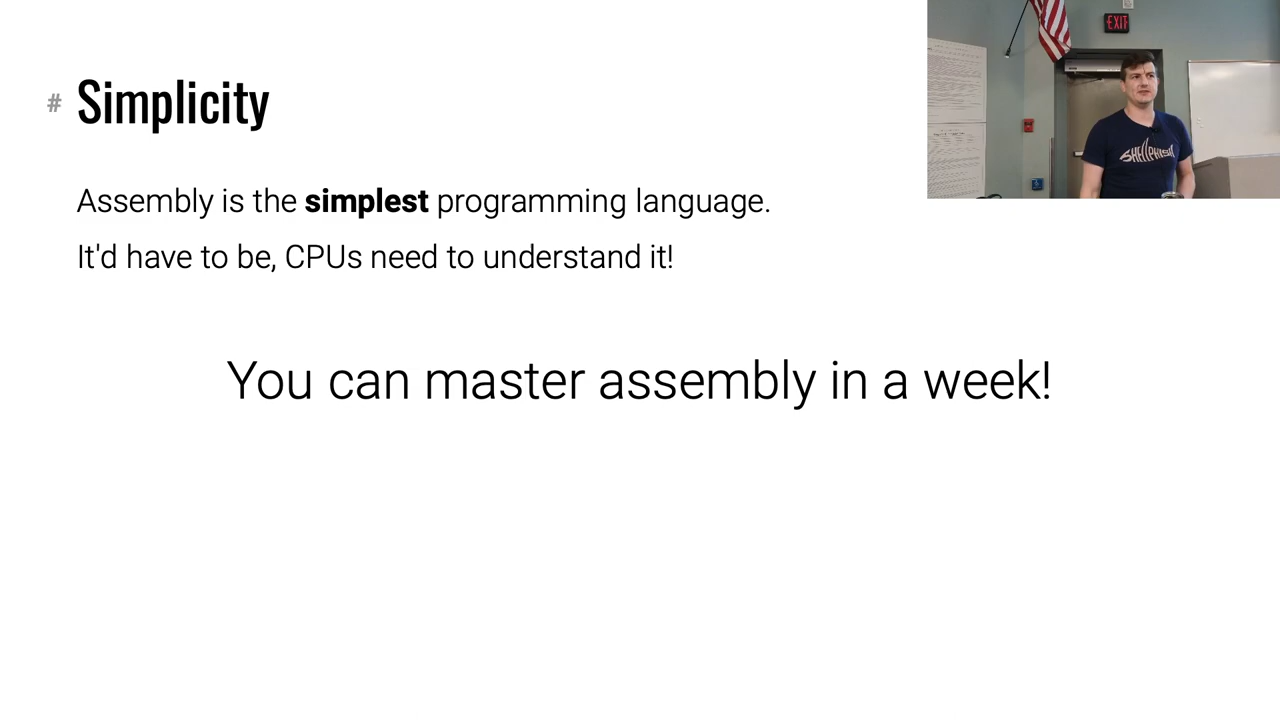 # Simplicity
Assembly is the simplest programming language.
It'd have to be, CPUs need to understand it!
You can master assembly in a week!
EXIT
SHELLPHISH